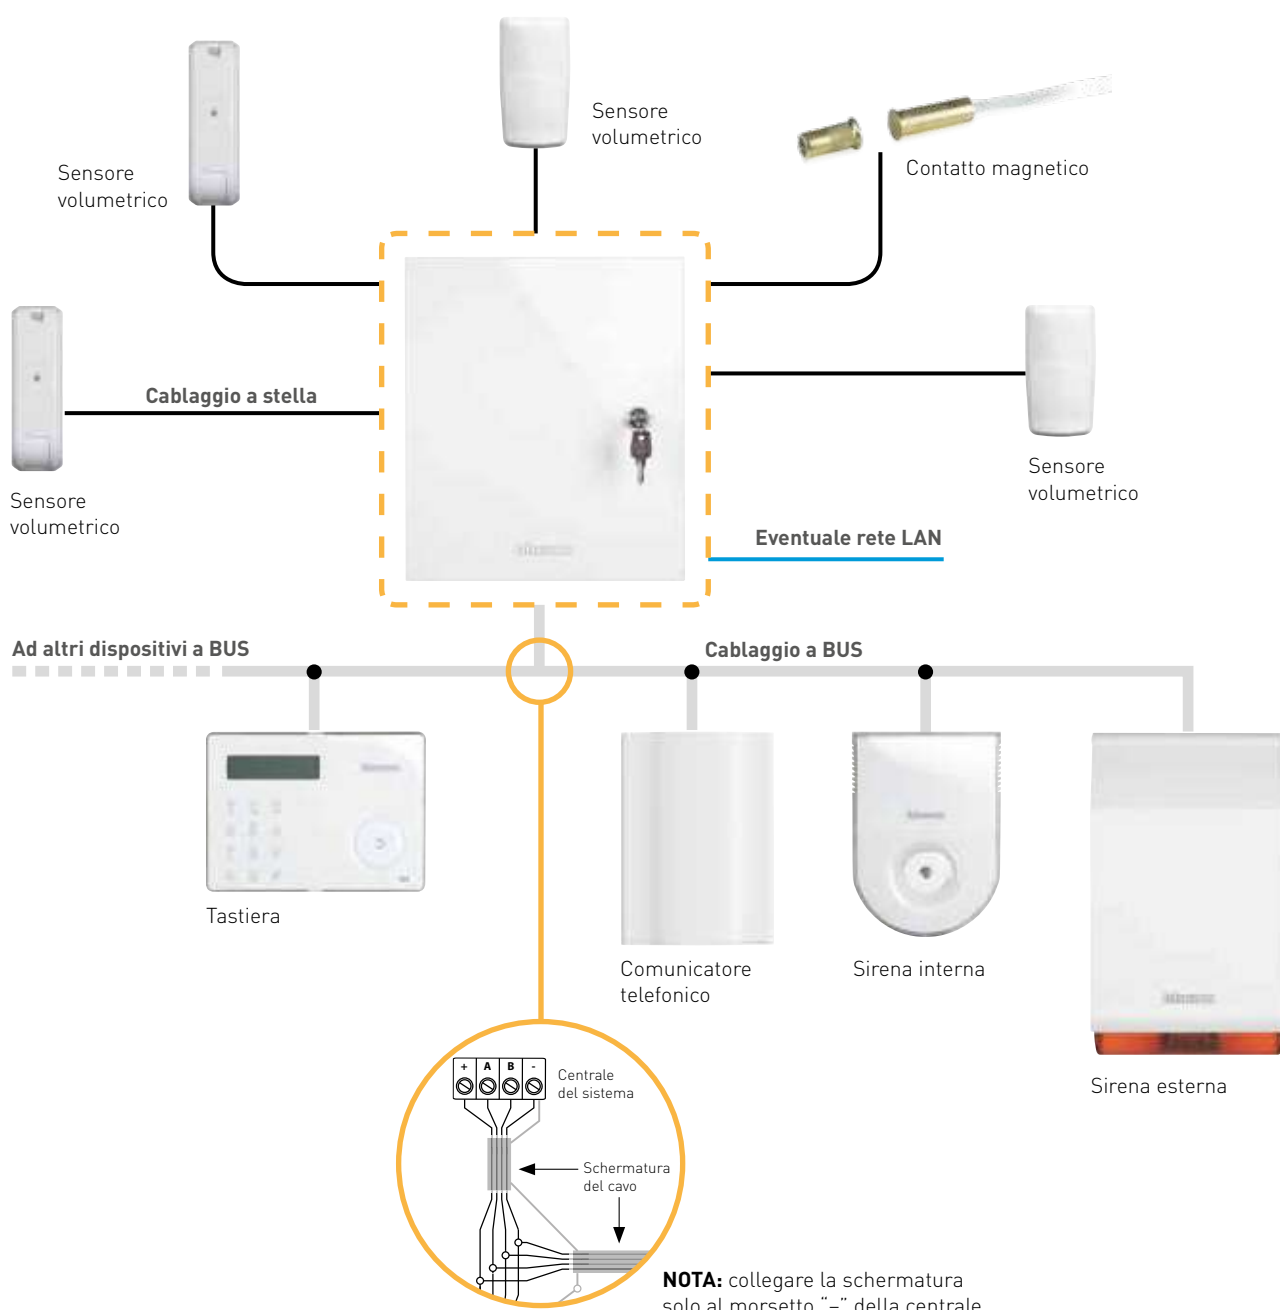 Sensore
volumetrico
Sensore
volumetrico
Contatto magnetico
Cablaggio a stella
Sensore
volumetrico
Sensore
volumetrico
Eventuale rete LAN
Ad altri dispositivi a BUS
Cablaggio a BUS
Tastiera
Comunicatore
telefonico
Sirena interna
Sirena esterna
+ A B -
Centrale
del sistema
Schermatura
del cavo
NOTA: collegare la schermatura
solo al morsetto “–” della centrale